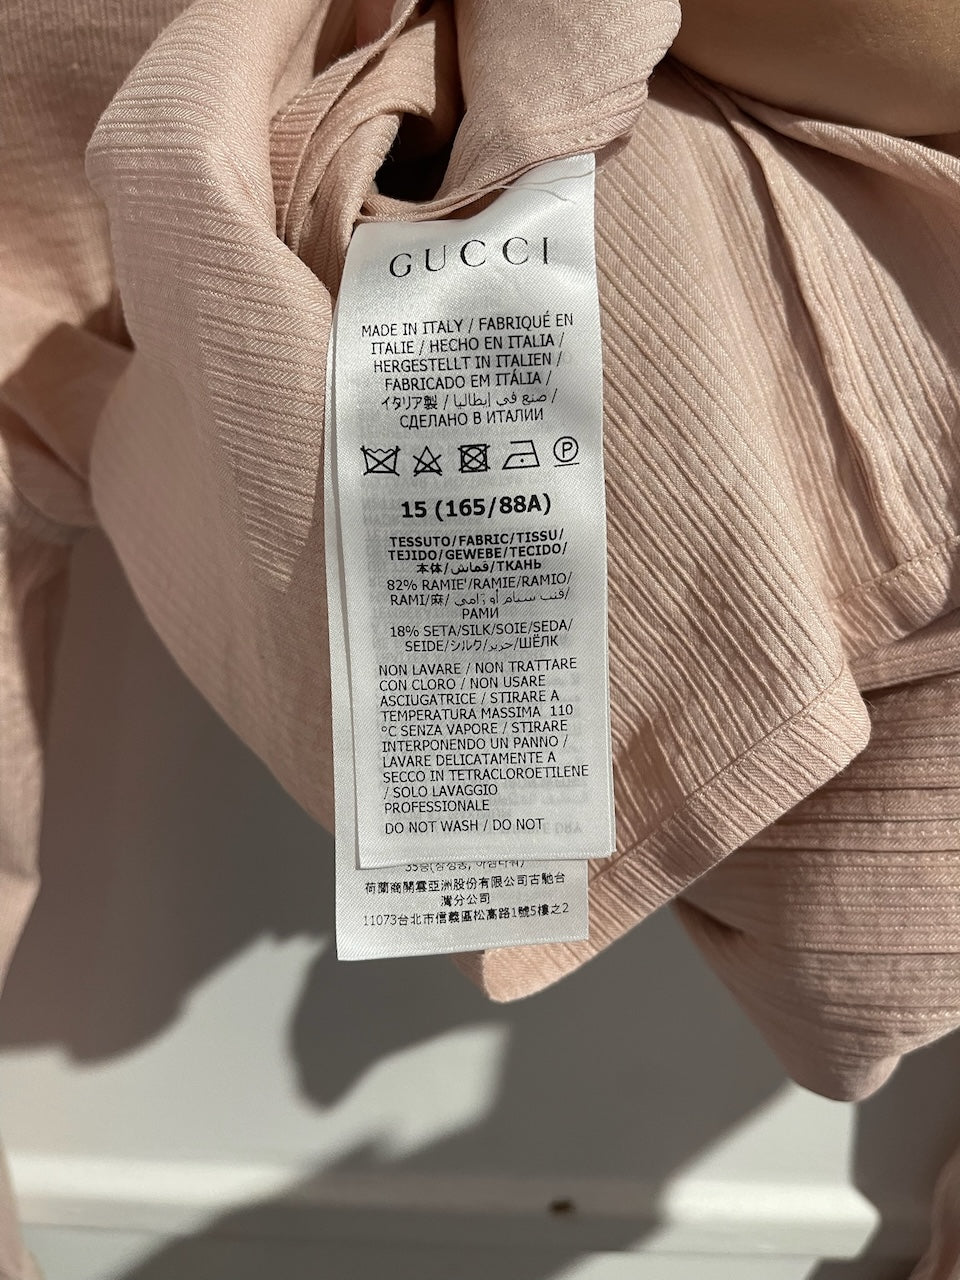 GUCCI
MADE IN ITALY / FABRIQUÉ EN
ITALIE / HECHO EN ITALIA /
HERGESTELLT IN ITALIEN /
FABRICADO EM ITÁLIA /
イタリア製 / صنع في إيطاليا /
СДЕЛАНО В ИТАЛИИ
P
15 (165/88A)
TESSUTO/FABRIC/TISSU/
TEJIDO/GEWEBE/TECIDO/
本体/قماش/ТКАНЬ
82% RAMIE'/RAMIE/RAMIO/
RAMI/麻/قنب سيام أو رامي/
РАМИ
18% SETA/SILK/SOIE/SEDA/
SEIDE/シルク/حرير/ШЁЛК
NON LAVARE / NON TRATTARE
CON CLORO / NON USARE
ASCIUGATRICE / STIRARE A
TEMPERATURA MASSIMA 110
°C SENZA VAPORE / STIRARE
INTERPONENDO UN PANNO /
LAVARE DELICATAMENTE A
SECCO IN TETRACLOROETILENE
/ SOLO LAVAGGIO
PROFESSIONALE
DO NOT WASH / DO NOT
荷蘭商開雲亞洲股份有限公司古馳台
灣分公司
11073台北市信義區松高路1號5樓之2